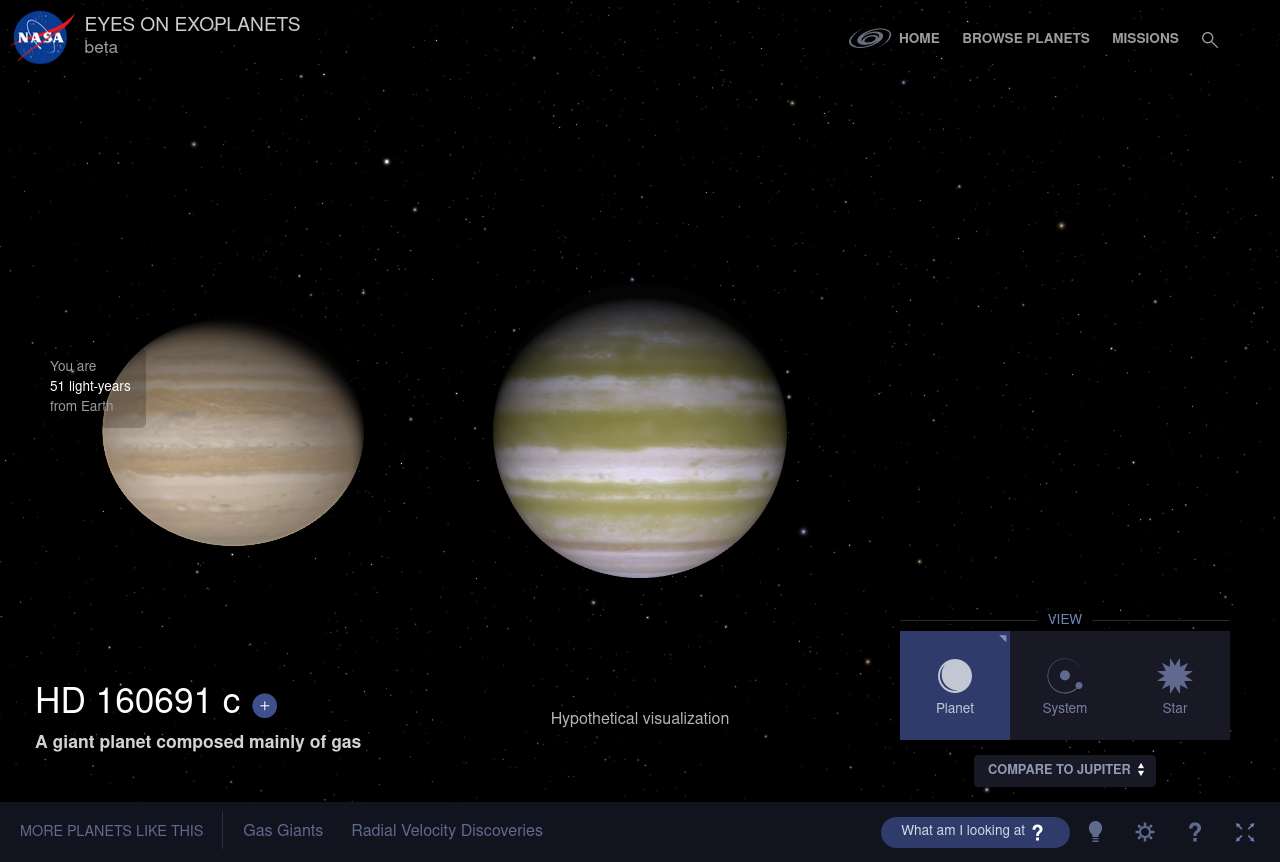 NASA
EYES ON EXOPLANETS
beta
HOME
BROWSE PLANETS
MISSIONS
You are
51 light-years
from Earth
VIEW
Planet
System
Star
HD 160691 c +
A giant planet composed mainly of gas
Hypothetical visualization
COMPARE TO JUPITER
MORE PLANETS LIKE THIS
Gas Giants
Radial Velocity Discoveries
What am I looking at ?
?